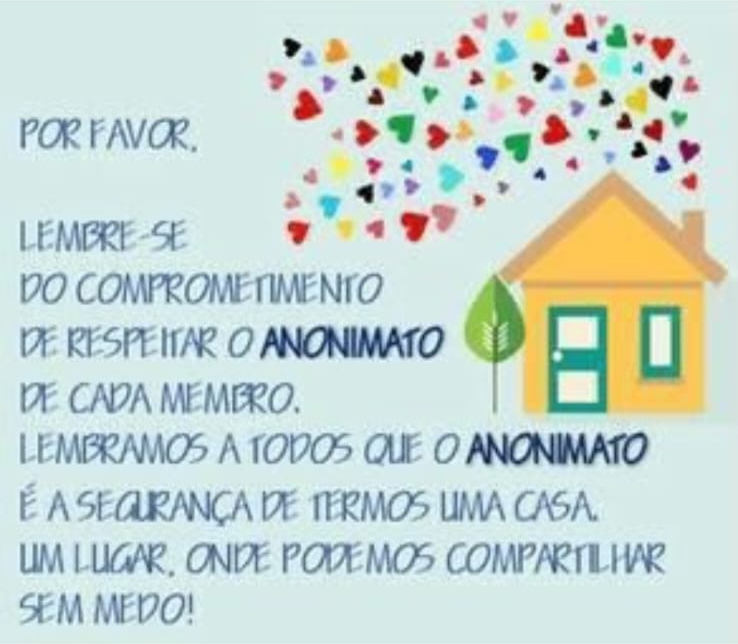 POR FAVOR,
LEMBRE-SE
DO COMPROMETIMENTO
DE RESPEITAR O ANONIMATO
DE CADA MEMBRO.
LEMBRAMOS A TODOS QUE O ANONIMATO
É A SEGURANÇA DE TERMOS UMA CASA.
UM LUGAR, ONDE PODEMOS COMPARTILHAR
SEM MEDO!